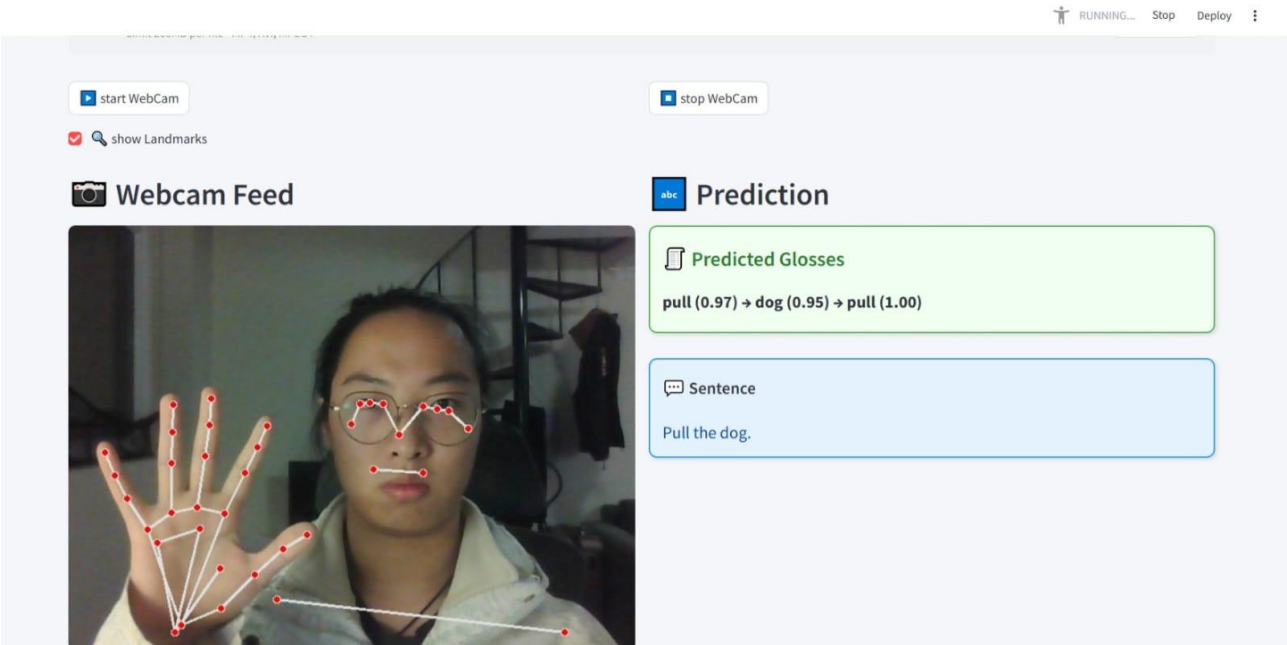 RUNNING... Stop Deploy
start WebCam
stop WebCam
show Landmarks
Webcam Feed
abc Prediction
Predicted Glosses
pull (0.97) → dog (0.95) → pull (1.00)
Sentence
Pull the dog.